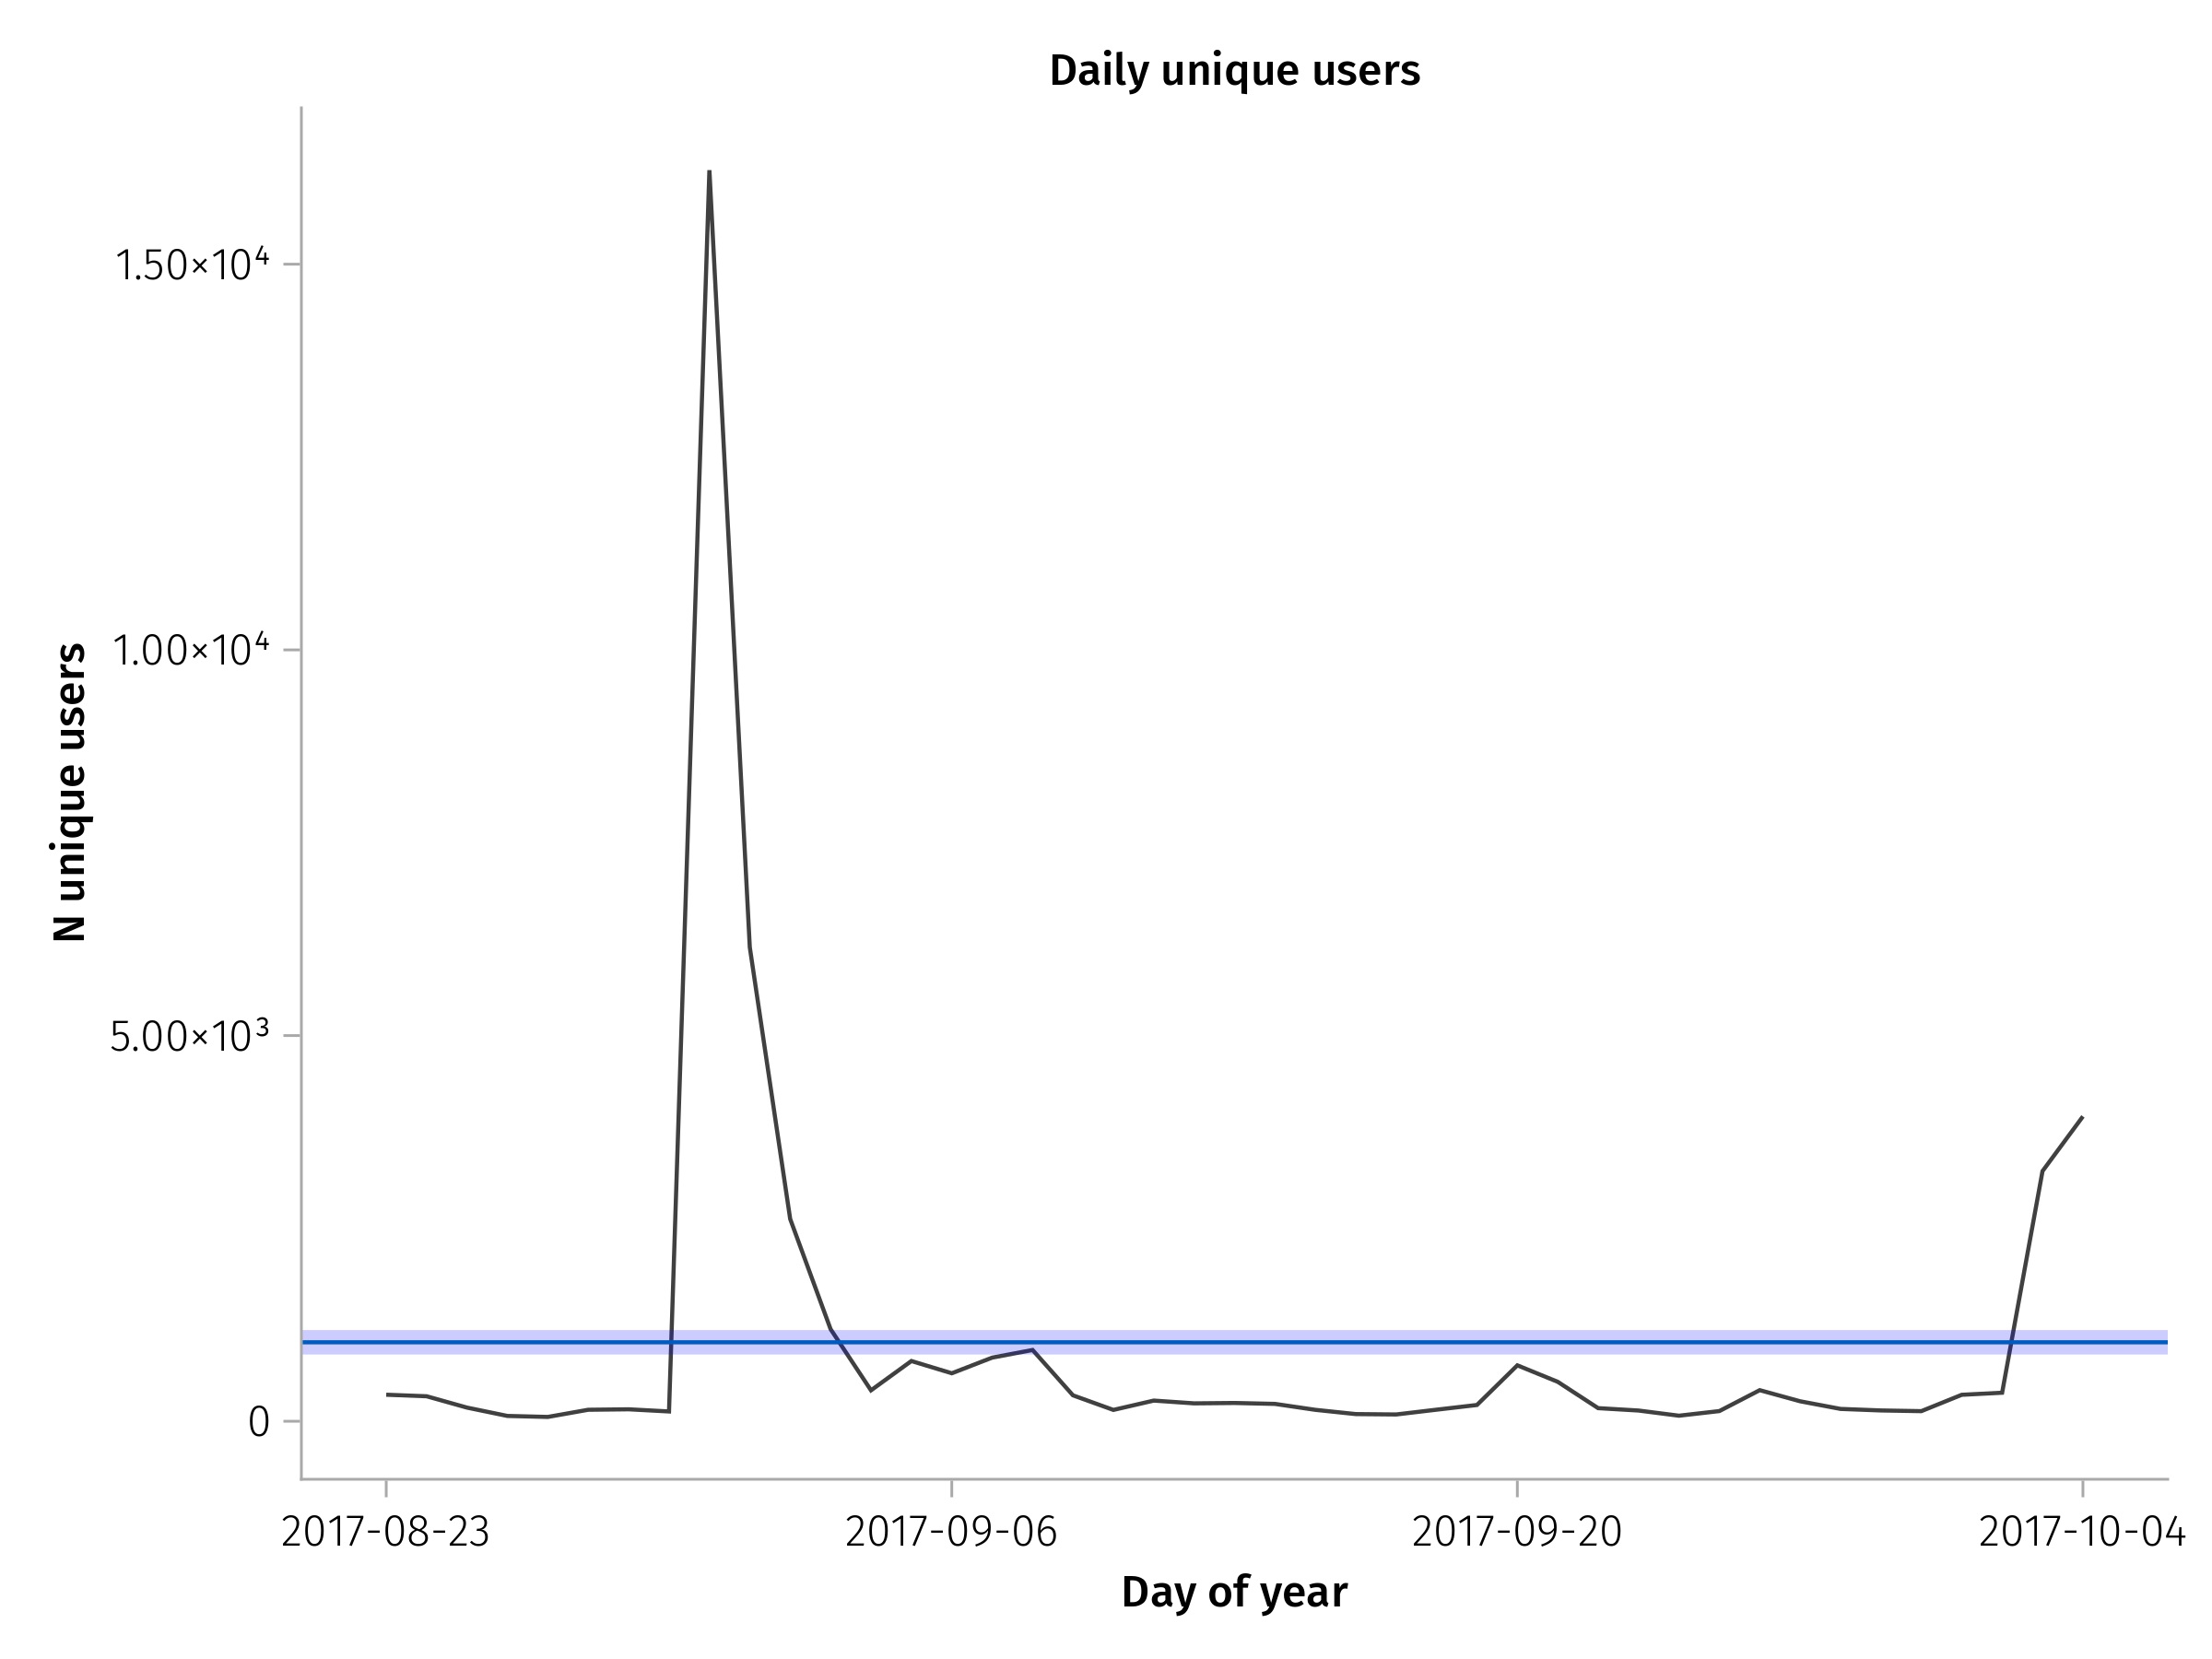 Daily unique users
N unique users
1.50×10⁴
1.00×10⁴
5.00×10³
0
2017-08-23 2017-09-06 2017-09-20 2017-10-04
Day of year